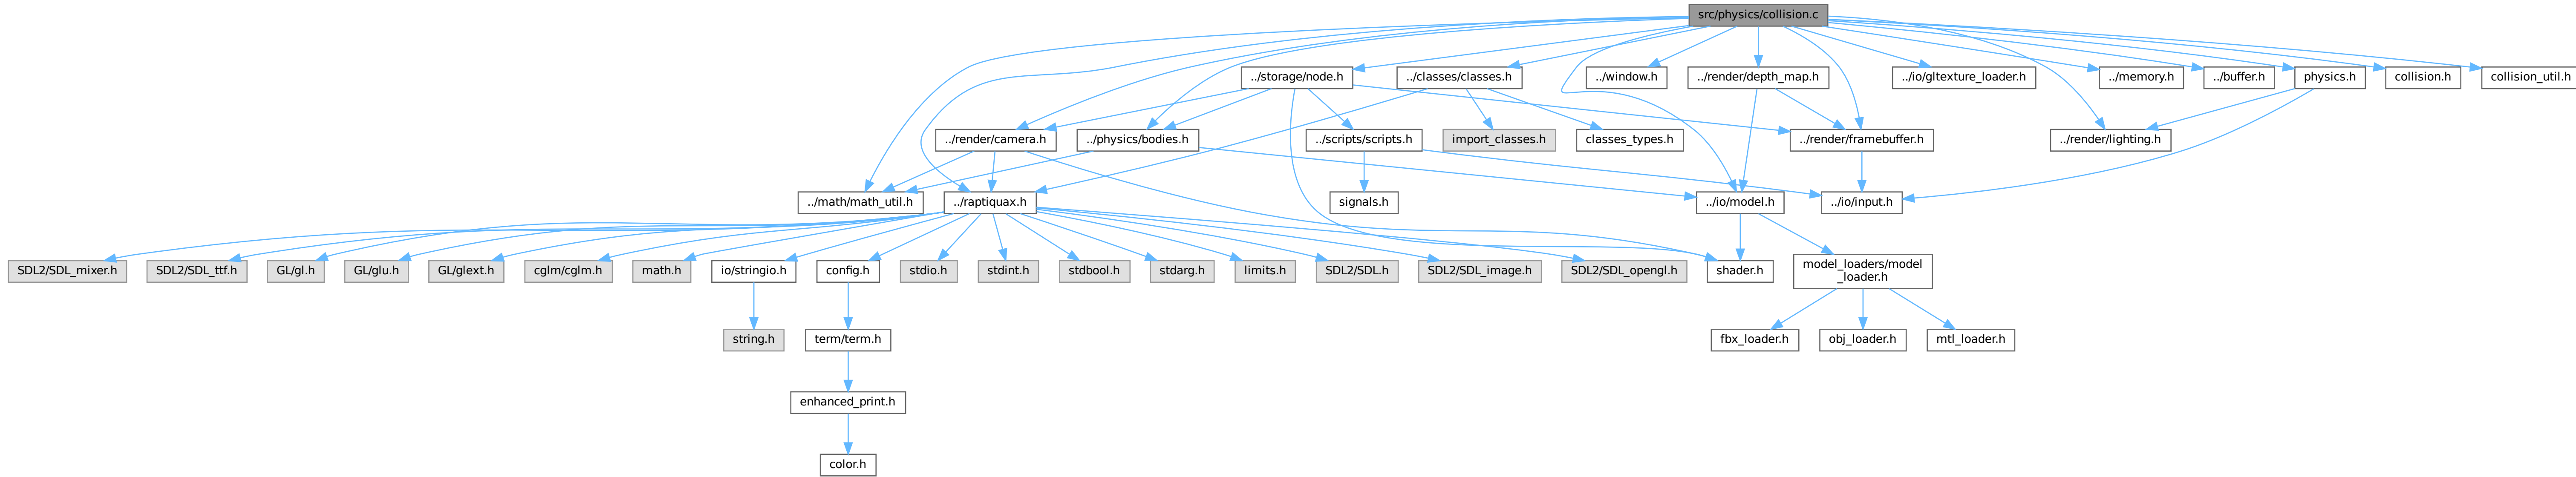 src/physics/collision.c
../storage/node.h
../classes/classes.h
../window.h
../render/depth_map.h
../io/gltexture_loader.h
../memory.h
../buffer.h
physics.h
collision.h
collision_util.h
../render/camera.h
../physics/bodies.h
../scripts/scripts.h
import_classes.h
classes_types.h
../render/framebuffer.h
../render/lighting.h
../math/math_util.h
../raptiquax.h
signals.h
../io/model.h
../io/input.h
SDL2/SDL_mixer.h
SDL2/SDL_ttf.h
GL/gl.h
GL/glu.h
GL/glext.h
cglm/cglm.h
math.h
io/stringio.h
config.h
stdio.h
stdint.h
stdbool.h
stdarg.h
limits.h
SDL2/SDL.h
SDL2/SDL_image.h
SDL2/SDL_opengl.h
shader.h
model_loaders/model
_loader.h
string.h
term/term.h
fbx_loader.h
obj_loader.h
mtl_loader.h
enhanced_print.h
color.h